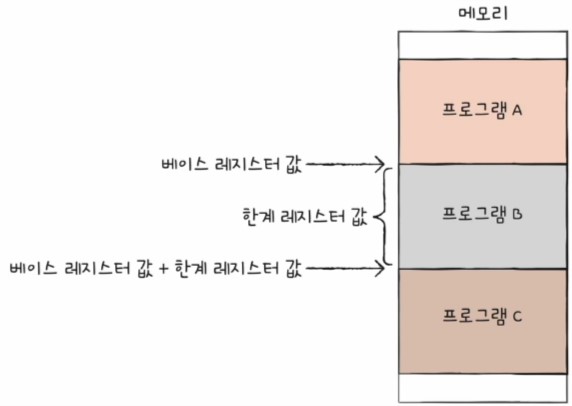 메모리
프로그램 A
베이스 레지스터 값
한계 레지스터 값
프로그램 B
베이스 레지스터 값 + 한계 레지스터 값
프로그램 C